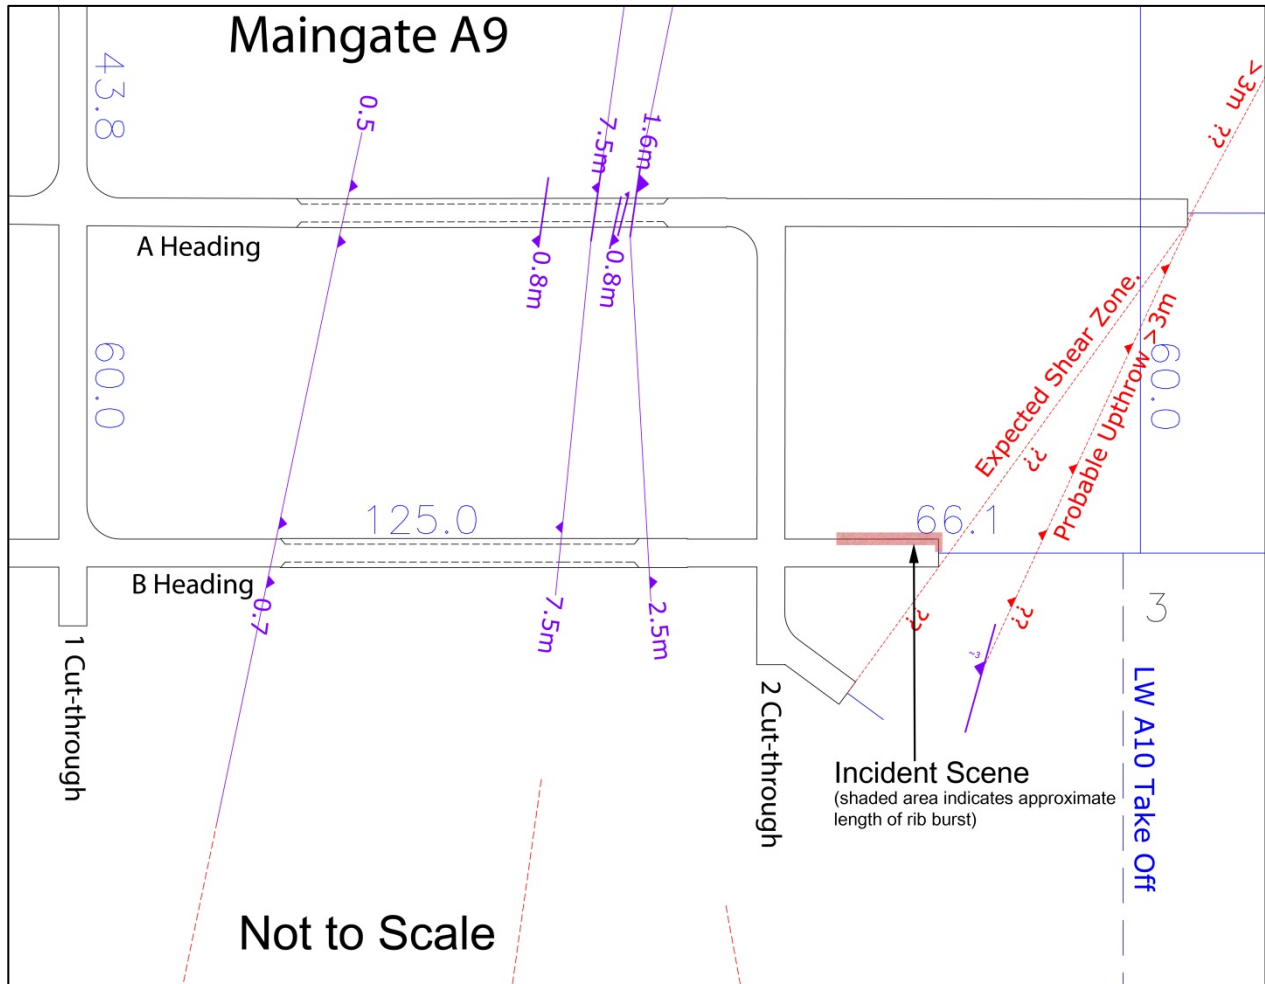 Maingate A9
43.8
0.5
7.5m
1.6m
>3m
??
A Heading
0.8m
0.8m
Expected Shear Zone.
??
Probable Upthrow >3m
60.0
60.0
125.0
66.1
B Heading
0.7
7.5m
2.5m
??
??
~3
3
1 Cut-through
2 Cut-through
LW A10 Take Off
Incident Scene
(shaded area indicates approximate
length of rib burst)
Not to Scale